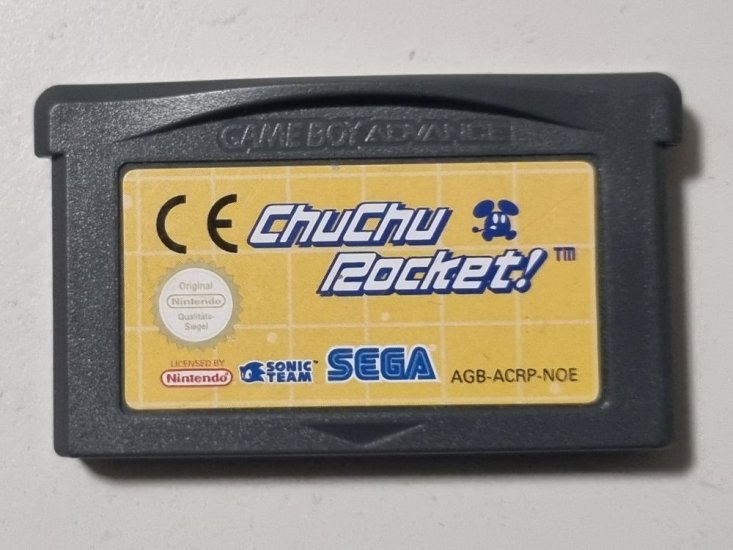 GAME BOY ADVANCE
CE
ChuChu
Rocket!™
Original
Nintendo
Qualitäts-
Siegel
LICENSED BY
Nintendo
SONIC
TEAM™
SEGA®
AGB-ACRP-NOE